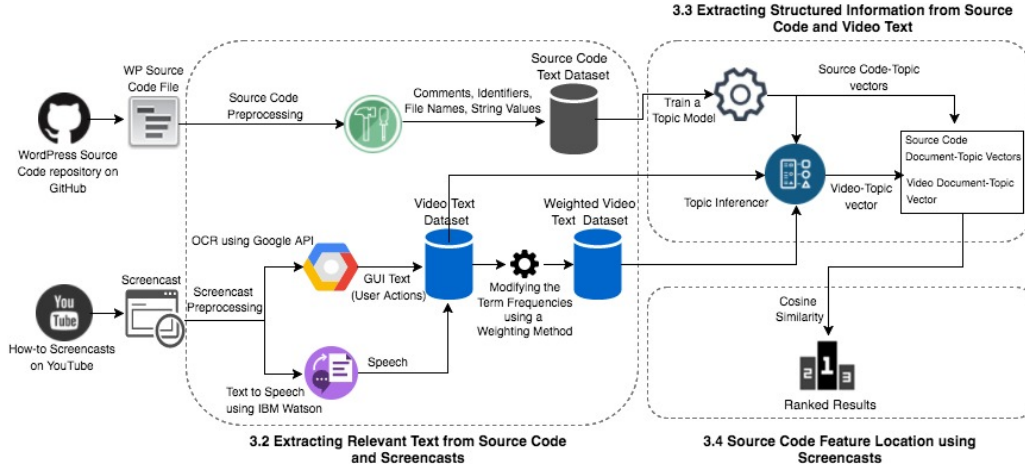 3.3 Extracting Structured Information from Source
Code and Video Text
WP Source
Code File
Source Code
Preprocessing
Comments, Identifiers,
File Names, String Values
Source Code
Text Dataset
Train a
Topic Model
Source Code-Topic
vectors
WordPress Source
Code repository on
GitHub
Source Code
Document-Topic Vectors
Video Document-Topic
Vector
Topic Inferencer
Video-Topic
vector
Video Text
Dataset
Weighted Video
Text Dataset
OCR using Google API
GUI Text
(User Actions)
Modifying the
Term Frequencies
using a
Weighting Method
Screencast
Screencast
Preprocessing
You
Tube
How-to Screencasts
on YouTube
Speech
Text to Speech
using IBM Watson
Cosine
Similarity
2 1 3
Ranked Results
3.2 Extracting Relevant Text from Source Code
and Screencasts
3.4 Source Code Feature Location using
Screencasts